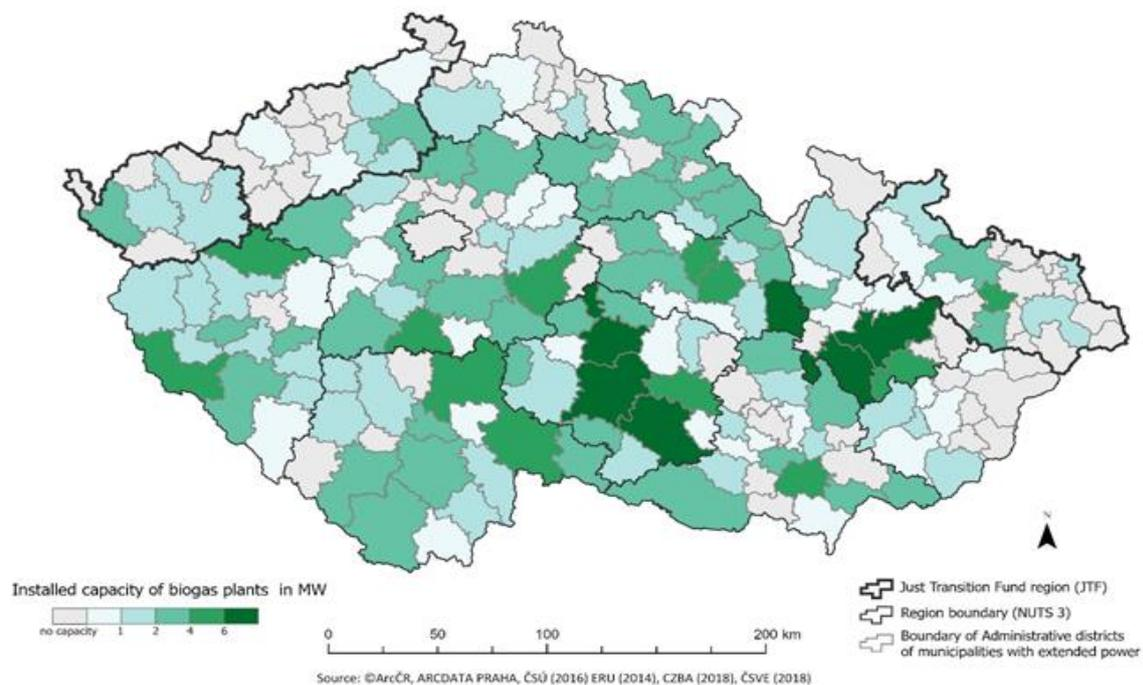 Installed capacity of biogas plants in MW
no capacity 1 2 4 6
0 50 100 200 km
N
Just Transition Fund region (JTF)
Region boundary (NUTS 3)
Boundary of Administrative districts
of municipalities with extended power
Source: ©ArcČR, ARCDATA PRAHA, ČSÚ (2016) ERU (2014), CZBA (2018), ČSVE (2018)